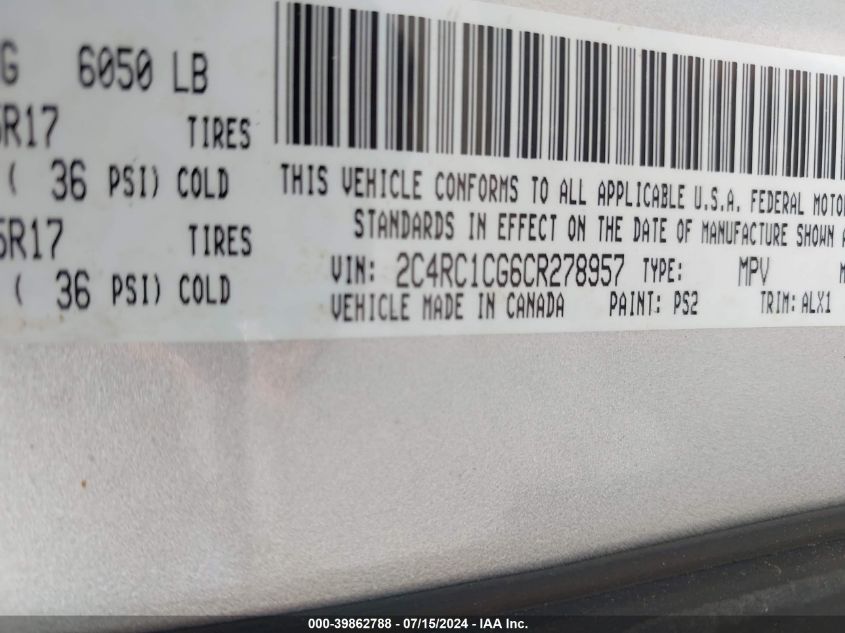 G 6050 LB
5R17 TIRES
( 36 PSI) COLD
5R17 TIRES
( 36 PSI) COLD
THIS VEHICLE CONFORMS TO ALL APPLICABLE U.S.A. FEDERAL MOTO
STANDARDS IN EFFECT ON THE DATE OF MANUFACTURE SHOWN A
VIN: 2C4RC1CG6CR278957 TYPE: MPV M
VEHICLE MADE IN CANADA PAINT: PS2 TRIM: ALX1
000-39862788 - 07/15/2024 - IAA Inc.